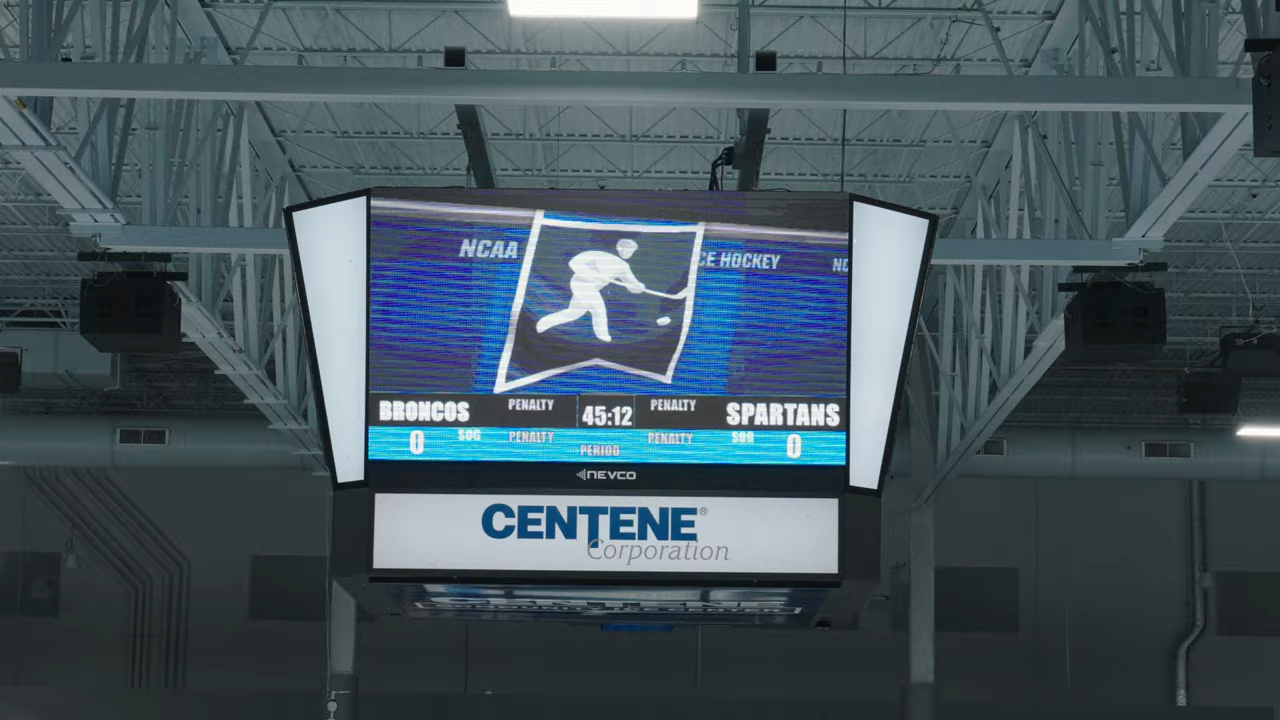 NCAA
CE HOCKEY
NC
BRONCOS
PENALTY
45:12
PENALTY
SPARTANS
0
SOG
PENALTY
PERIOD
PENALTY
SOG
0
NEVCO
CENTENE®
Corporation